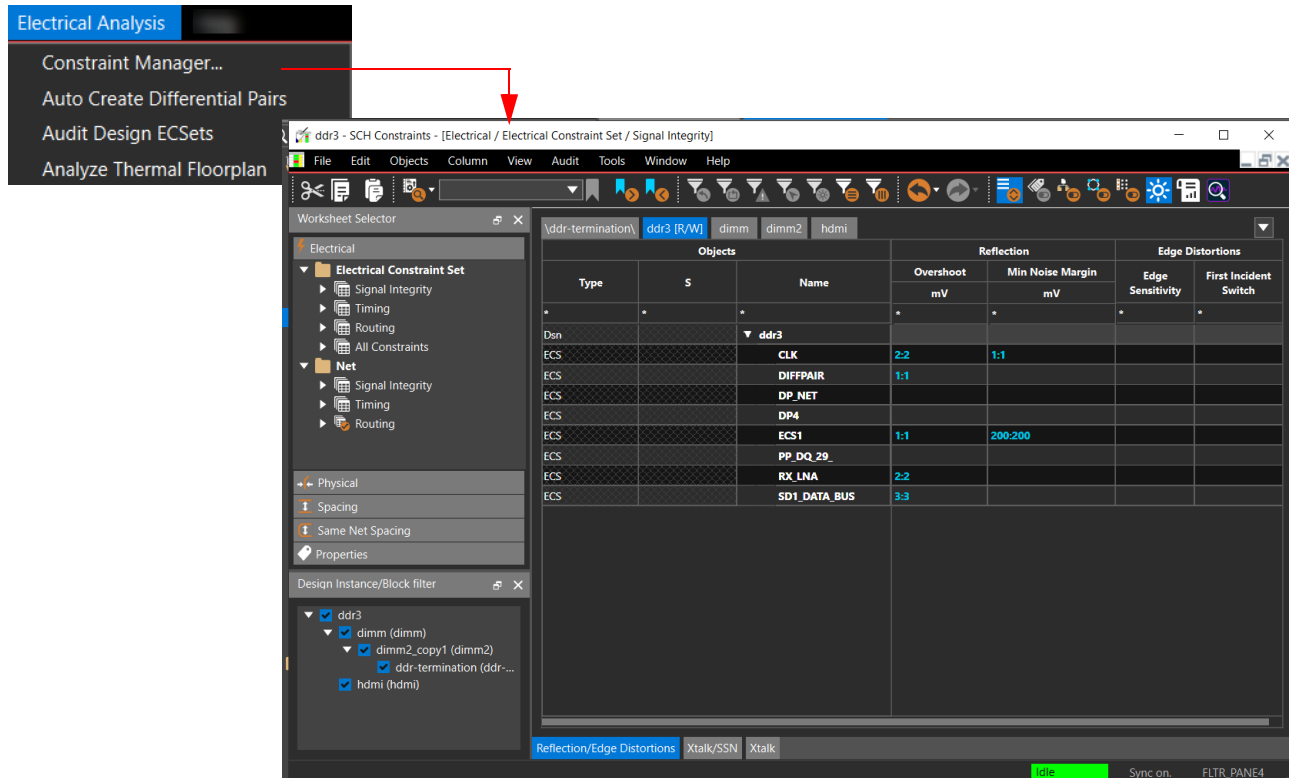 Electrical Analysis
Constraint Manager...
Auto Create Differential Pairs
Audit Design ECSets
Analyze Thermal Floorplan
ddr3 - SCH Constraints - [Electrical / Electrical Constraint Set / Signal Integrity]
File Edit Objects Column View Audit Tools Window Help
Worksheet Selector
Electrical
Electrical Constraint Set
Signal Integrity
Timing
Routing
All Constraints
Net
Signal Integrity
Timing
Routing
Physical
Spacing
Same Net Spacing
Properties
Design Instance/Block filter
ddr3
dimm (dimm)
dimm2_copy1 (dimm2)
ddr-termination (ddr-...
hdmi (hdmi)
\ddr-termination\ ddr3 [R/W] dimm dimm2 hdmi
Objects Reflection Edge Distortions
Type S Name Overshoot Min Noise Margin Edge Sensitivity First Incident Switch
mV mV
* * * * * * *
Dsn ddr3
ECS CLK 2:2 1:1
ECS DIFFPAIR 1:1
ECS DP_NET
ECS DP4
ECS ECS1 1:1 200:200
ECS PP_DQ_29_
ECS RX_LNA 2:2
ECS SD1_DATA_BUS 3:3
Reflection/Edge Distortions Xtalk/SSN Xtalk
Idle Sync on. FLTR_PANE4